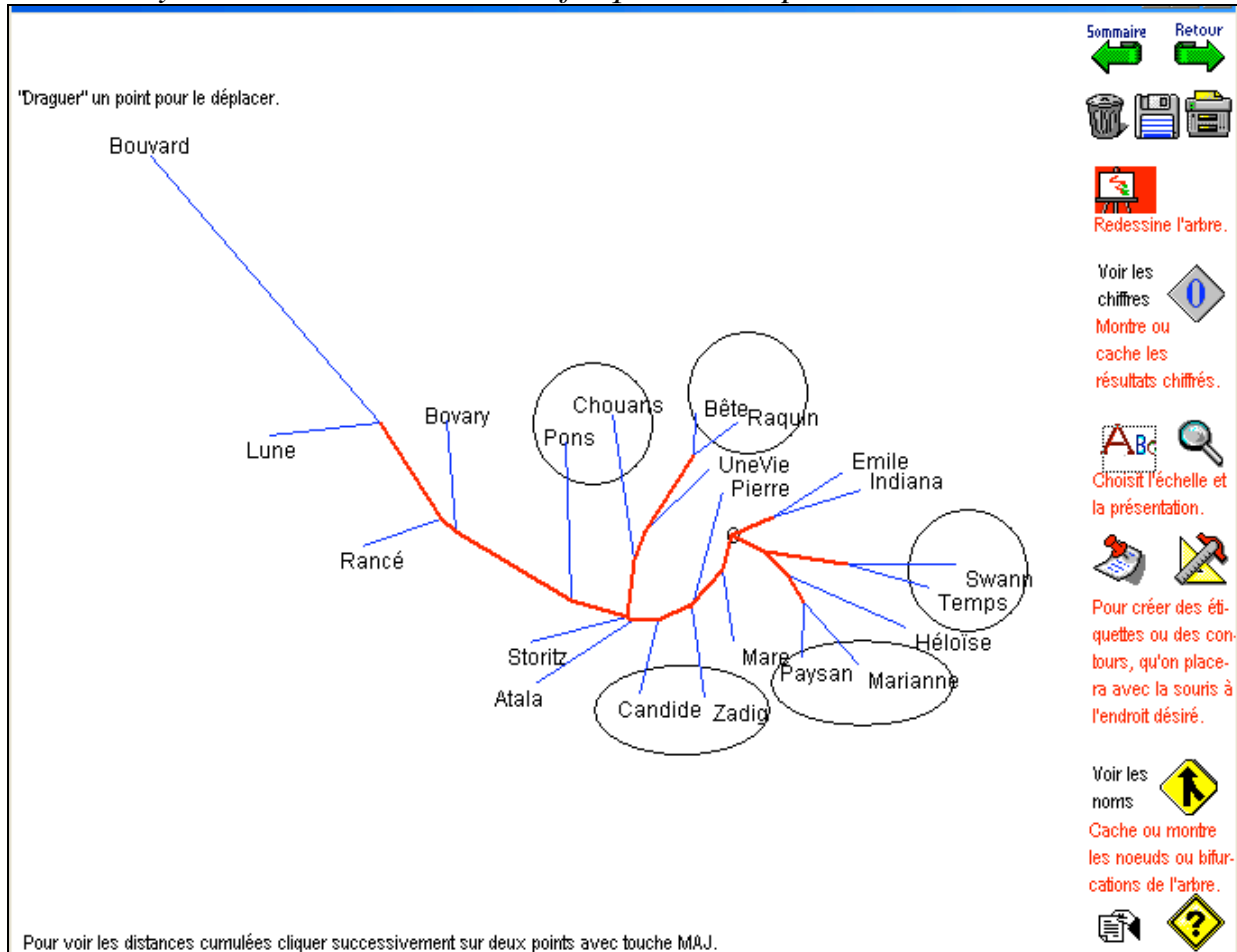 Sommaire Retour
"Draguer" un point pour le déplacer.
Bouvard
Redessine l'arbre.
Voir les
chiffres 0
Montre ou
cache les
résultats chiffrés.
Chouans
Bête
Bovary
Raquin
Pons
Lune
UneVie
Emile
Pierre
Indiana
ABC
Choisit l'échelle et
la présentation.
Rancé
Swann
Temps
Pour créer des éti-
quettes ou des con-
tours, qu'on place-
ra avec la souris à
l'endroit désiré.
Héloïse
Storitz
Mare
Paysan
Marianne
Atala
Candide
Zadig
Voir les
noms
Cache ou montre
les noeuds ou bifur-
cations de l'arbre.
?
Pour voir les distances cumulées cliquer successivement sur deux points avec touche MAJ.